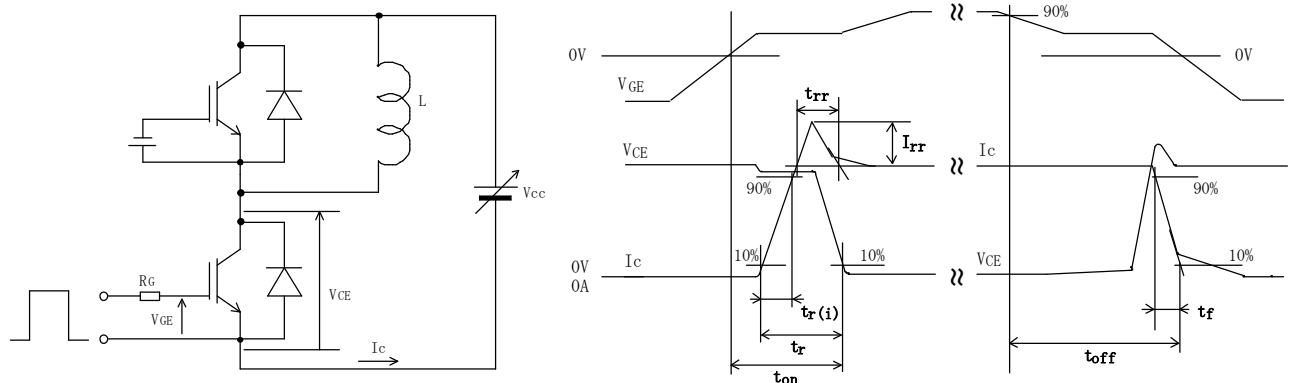 L
Vcc
RG
VGE
VCE
Ic
0V
VGE
90%
0V
trr
Irr
VCE
90%
Ic
90%
10%
10%
VCE
10%
0V
0A
Ic
tr(i)
tf
tr
toff
ton